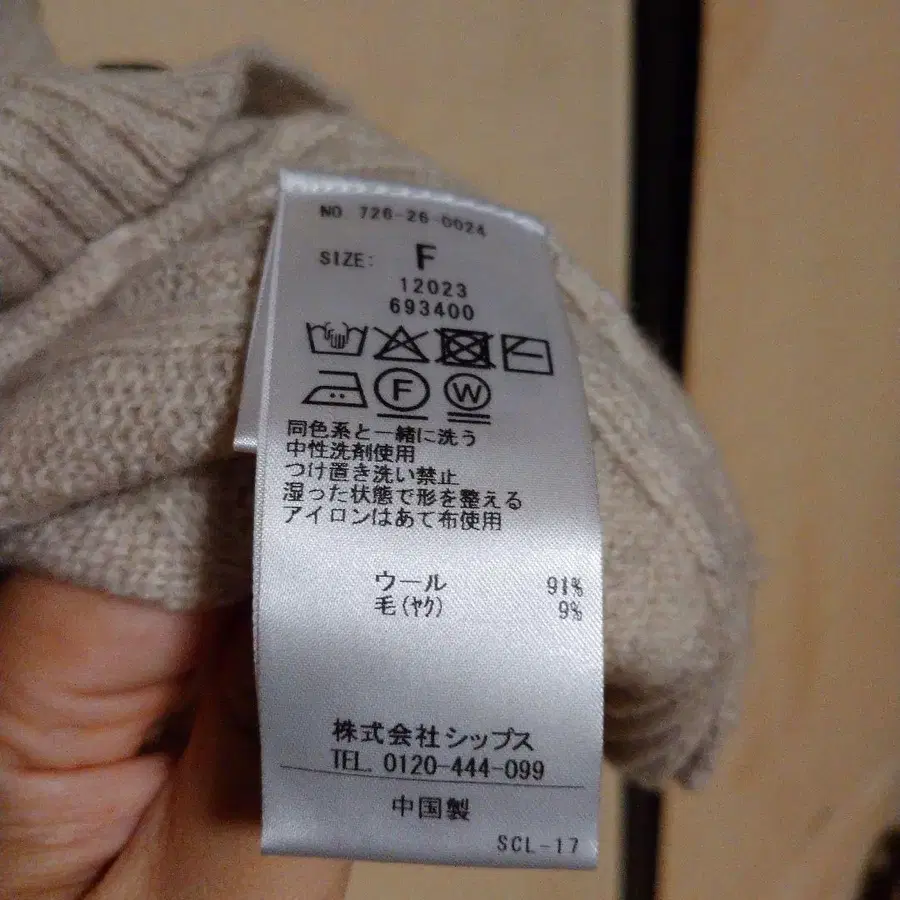 NO. 726-26-0024
SIZE: F
12023
693400
F W
同色系と一緒に洗う
中性洗剤使用
つけ置き洗い禁止
湿った状態で形を整える
アイロンはあて布使用
ウール 91%
毛(ヤク) 9%
株式会社シップス
TEL. 0120-444-099
中国製
SCL-17